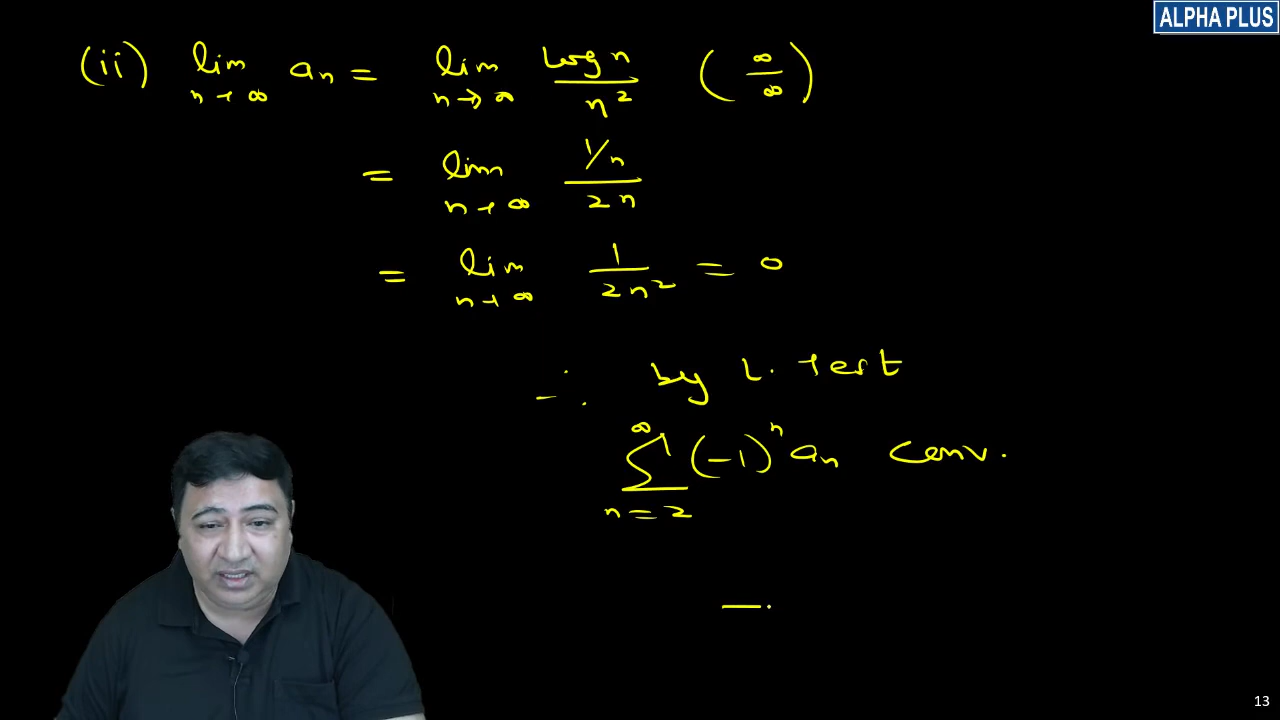 ALPHA PLUS
(ii) lim n→∞ an = lim n→∞ log n / n² (∞/∞)
= lim n→∞ 1/n / 2n
= lim n→∞ 1 / 2n² = 0
∴ by L. Test
∞ Σ n=2 (-1)ⁿ an conv.
13